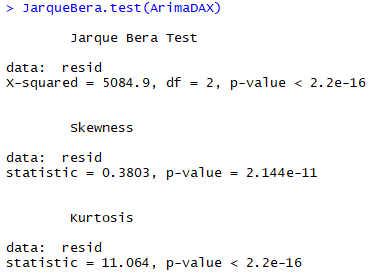 > JarqueBera.test(ArimaDAX)
Jarque Bera Test
data:  resid
X-squared = 5084.9, df = 2, p-value < 2.2e-16
Skewness
data:  resid
statistic = 0.3803, p-value = 2.144e-11
Kurtosis
data:  resid
statistic = 11.064, p-value < 2.2e-16